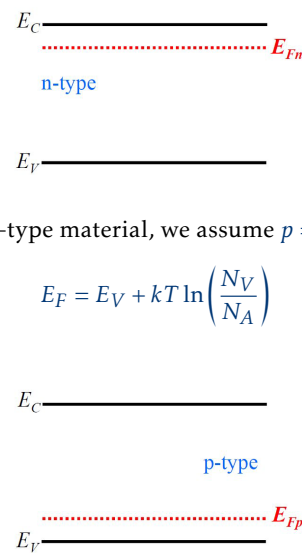 E_C
E_Fn
n-type
E_V
-type material, we assume p =
E_F = E_V + kT ln(N_V / N_A)
E_C
p-type
E_Fp
E_V